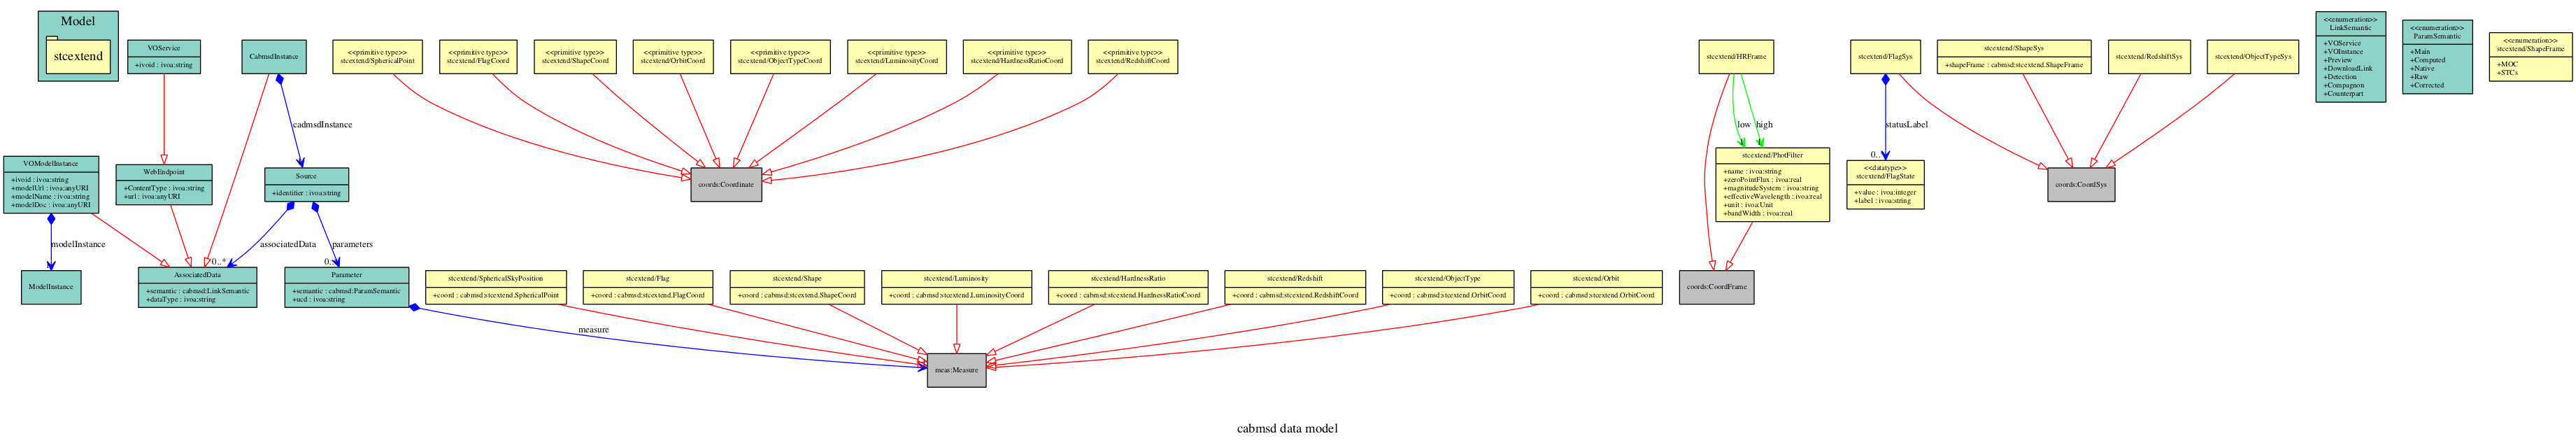 Model
stcextend
VOService
+ivoid : ivoa:string
CabmsdInstance
<<primitive type>>
stcextend/SphericalPoint
<<primitive type>>
stcextend/FlagCoord
<<primitive type>>
stcextend/ShapeCoord
<<primitive type>>
stcextend/OrbitCoord
<<primitive type>>
stcextend/ObjectTypeCoord
<<primitive type>>
stcextend/LuminosityCoord
<<primitive type>>
stcextend/HardnessRatioCoord
<<primitive type>>
stcextend/RedshiftCoord
stcextend/HRFrame
stcextend/FlagSys
stcextend/ShapeSys
+shapeFrame : cabmsd:stcextend.ShapeFrame
stcextend/RedshiftSys
stcextend/ObjectTypeSys
<<enumeration>>
LinkSemantic
+VOService
+VOInstance
+Preview
+DownloadLink
+Detection
+Compagnon
+Counterpart
<<enumeration>>
ParamSemantic
+Main
+Computed
+Native
+Raw
+Corrected
<<enumeration>>
stcextend/ShapeFrame
+MOC
+STCs
cadmsdInstance
low
high
statusLabel
0..*
VOModelInstance
+ivoid : ivoa:string
+modelUrl : ivoa:anyURI
+modelName : ivoa:string
+modelDoc : ivoa:anyURI
WebEndpoint
+ContentType : ivoa:string
+url : ivoa:anyURI
Source
+identifier : ivoa:string
coords:Coordinate
stcextend/PhotFilter
+name : ivoa:string
+zeroPointFlux : ivoa:real
+magnitudeSystem : ivoa:string
+effectiveWavelength : ivoa:real
+unit : ivoa:Unit
+bandWidth : ivoa:real
<<datatype>>
stcextend/FlagState
+value : ivoa:integer
+label : ivoa:string
coords:CoordSys
modelInstance
associatedData
parameters
0..*
0..*
ModelInstance
AssociatedData
+semantic : cabmsd:LinkSemantic
+dataType : ivoa:string
Parameter
+semantic : cabmsd:ParamSemantic
+ucd : ivoa:string
stcextend/SphericalSkyPosition
+coord : cabmsd:stcextend.SphericalPoint
stcextend/Flag
+coord : cabmsd:stcextend.FlagCoord
stcextend/Shape
+coord : cabmsd:stcextend.ShapeCoord
stcextend/Luminosity
+coord : cabmsd:stcextend.LuminosityCoord
stcextend/HardnessRatio
+coord : cabmsd:stcextend.HardnessRatioCoord
stcextend/Redshift
+coord : cabmsd:stcextend.RedshiftCoord
stcextend/ObjectType
+coord : cabmsd:stcextend.OrbitCoord
stcextend/Orbit
+coord : cabmsd:stcextend.OrbitCoord
coords:CoordFrame
measure
meas:Measure
cabmsd data model